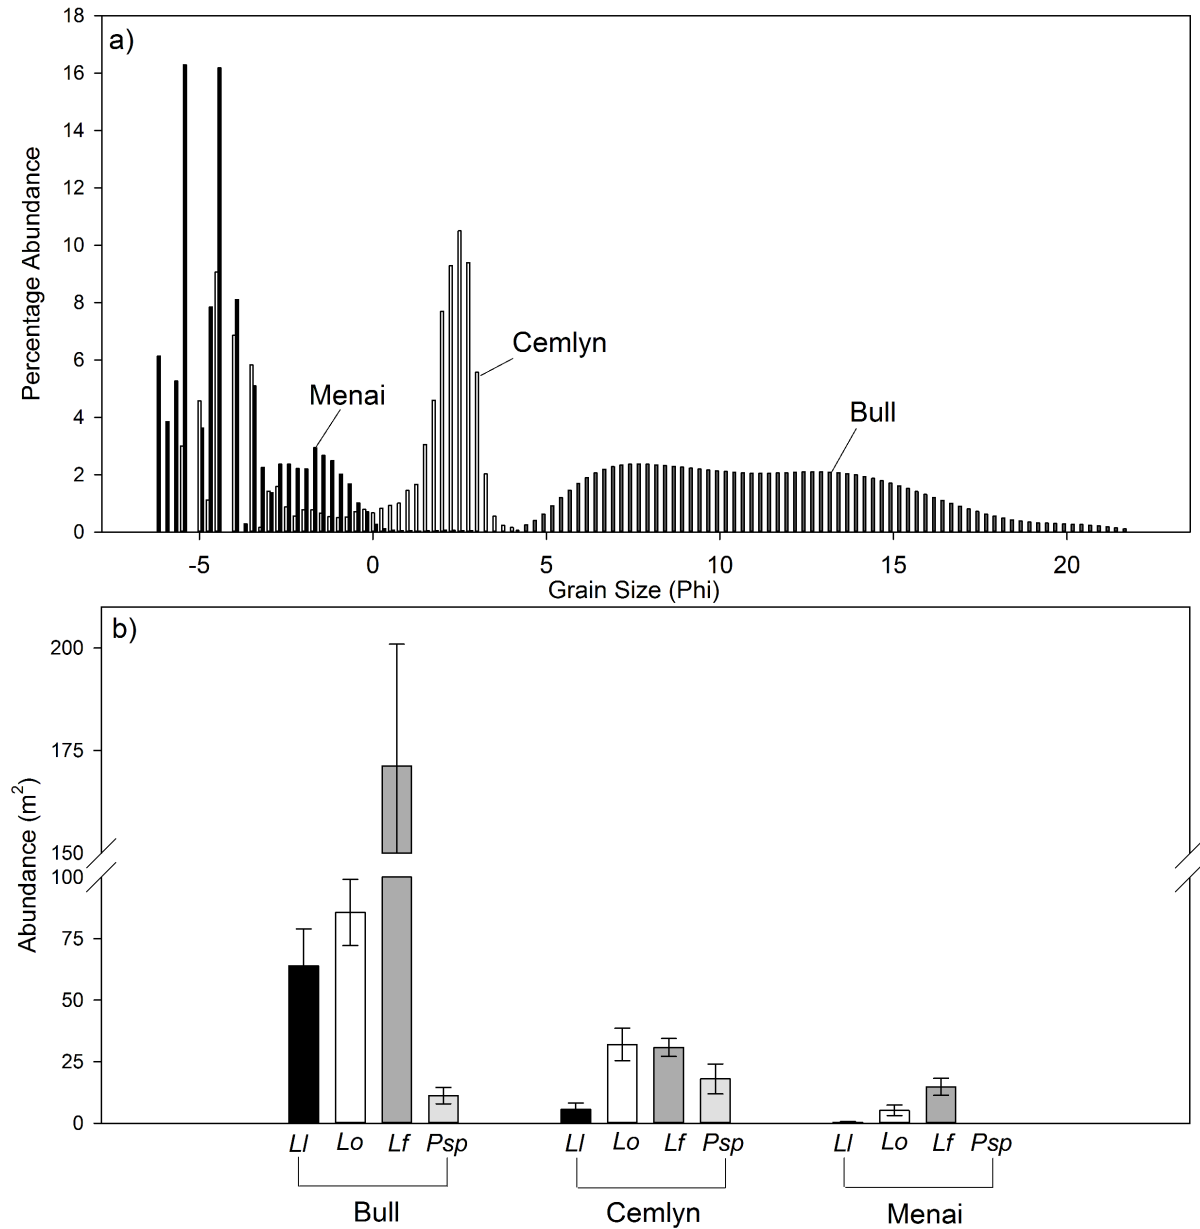 18
a)
16
14
12
10
8
6
4
2
0
Percentage Abundance
Menai
Cemlyn
Bull
-5 0 5 10 15 20
Grain Size (Phi)
b)
200
175
150
100
75
50
25
0
Abundance (m²)
Ll Lo Lf Psp Ll Lo Lf Psp Ll Lo Lf Psp
Bull Cemlyn Menai